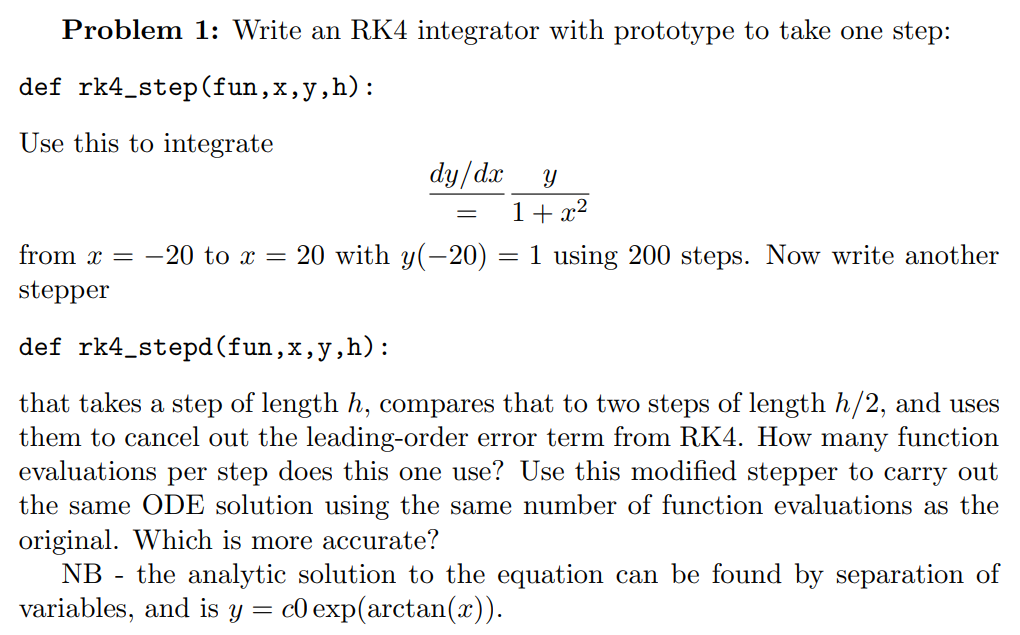 Problem 1: Write an RK4 integrator with prototype to take one step:
def rk4_step(fun,x,y,h):
Use this to integrate
dy/dx y
= 1 + x²
from x = −20 to x = 20 with y(−20) = 1 using 200 steps. Now write another
stepper
def rk4_stepd(fun,x,y,h):
that takes a step of length h, compares that to two steps of length h/2, and uses
them to cancel out the leading-order error term from RK4. How many function
evaluations per step does this one use? Use this modified stepper to carry out
the same ODE solution using the same number of function evaluations as the
original. Which is more accurate?
NB - the analytic solution to the equation can be found by separation of
variables, and is y = c0 exp(arctan(x)).